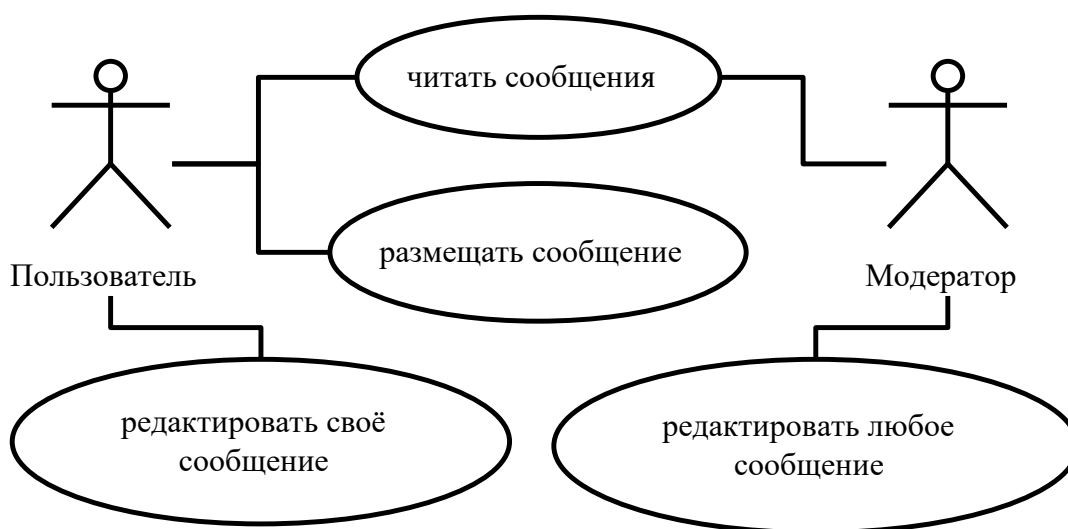 читать сообщения
размещать сообщение
Пользователь
Модератор
редактировать своё
сообщение
редактировать любое
сообщение